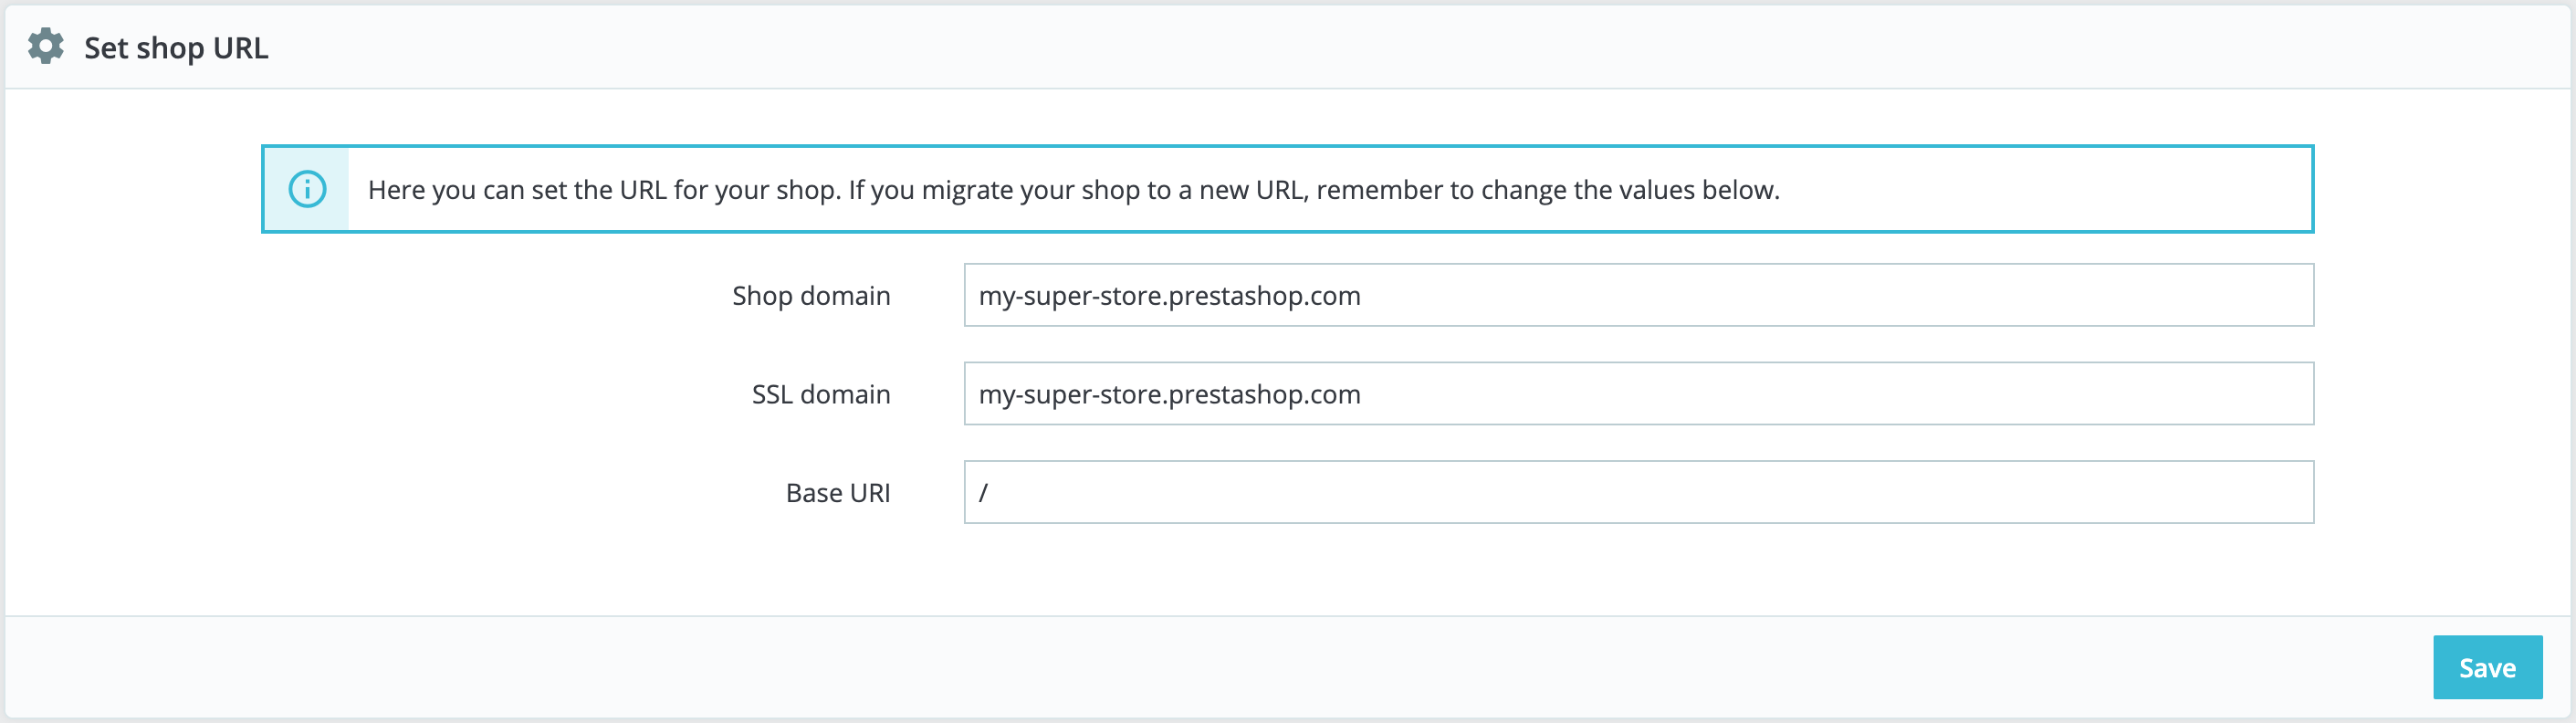 Set shop URL
Here you can set the URL for your shop. If you migrate your shop to a new URL, remember to change the values below.
Shop domain my-super-store.prestashop.com
SSL domain my-super-store.prestashop.com
Base URI /
Save